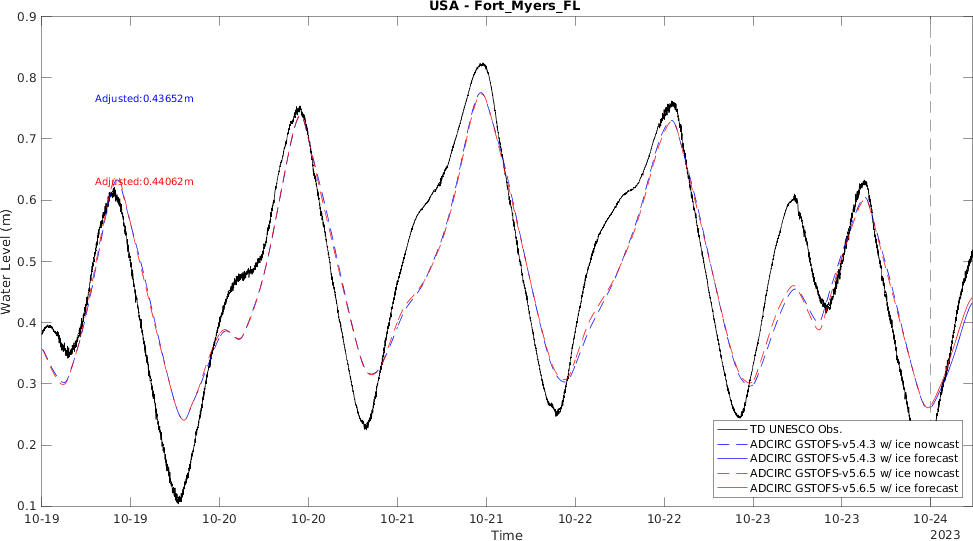 USA - Fort_Myers_FL
0.9
0.8
0.7
0.6
0.5
0.4
0.3
0.2
0.1
Water Level (m)
Adjusted:0.43652m
Adjusted:0.44062m
TD UNESCO Obs.
ADCIRC GSTOFS-v5.4.3 w/ ice nowcast
ADCIRC GSTOFS-v5.4.3 w/ ice forecast
ADCIRC GSTOFS-v5.6.5 w/ ice nowcast
ADCIRC GSTOFS-v5.6.5 w/ ice forecast
10-19 10-19 10-20 10-20 10-21 10-21 10-22 10-22 10-23 10-23 10-24
2023
Time